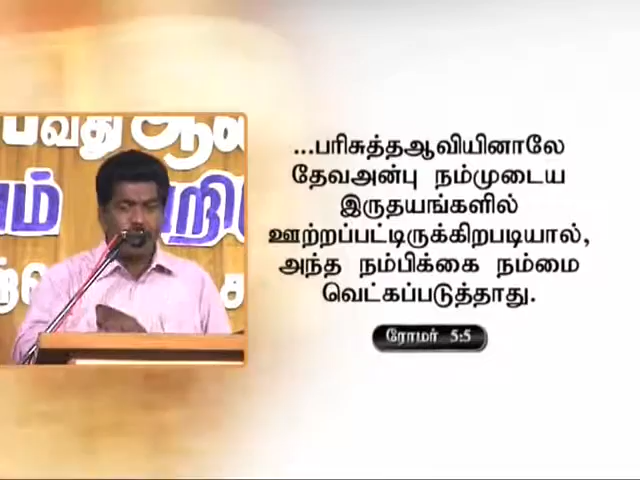 ...பரிசுத்தஆவியினாலே
தேவஅன்பு நம்முடைய
இருதயங்களில்
ஊற்றப்பட்டிருக்கிறபடியால்,
அந்த நம்பிக்கை நம்மை
வெட்கப்படுத்தாது.
ரோமர் 5:5